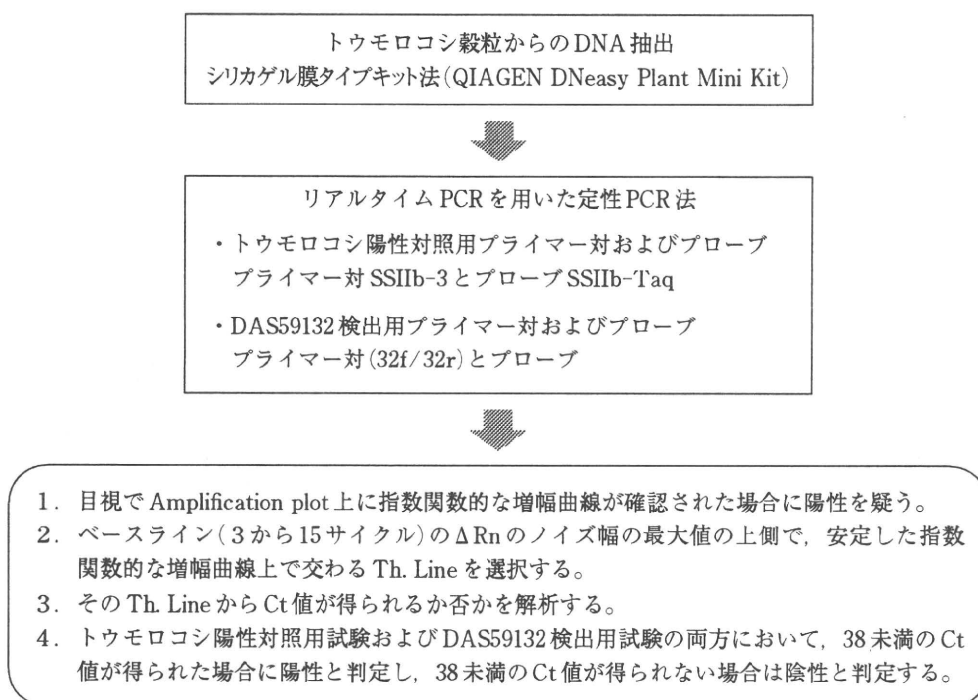 トウモロコシ穀粒からのDNA抽出
シリカゲル膜タイプキット法(QIAGEN DNeasy Plant Mini Kit)
リアルタイムPCRを用いた定性PCR法
・トウモロコシ陽性対照用プライマー対およびプローブ
プライマー対SSIIb-3とプローブSSIIb-Taq
・DAS59132検出用プライマー対およびプローブ
プライマー対(32f/32r)とプローブ
1. 目視でAmplification plot上に指数関数的な増幅曲線が確認された場合に陽性を疑う。
2. ベースライン(3から15サイクル)のΔRnのノイズ幅の最大値の上側で,安定した指数
関数的な増幅曲線上で交わるTh. Lineを選択する。
3. そのTh. LineからCt値が得られるか否かを解析する。
4. トウモロコシ陽性対照用試験およびDAS59132検出用試験の両方において,38未満のCt
値が得られた場合に陽性と判定し,38未満のCt値が得られない場合は陰性と判定する。